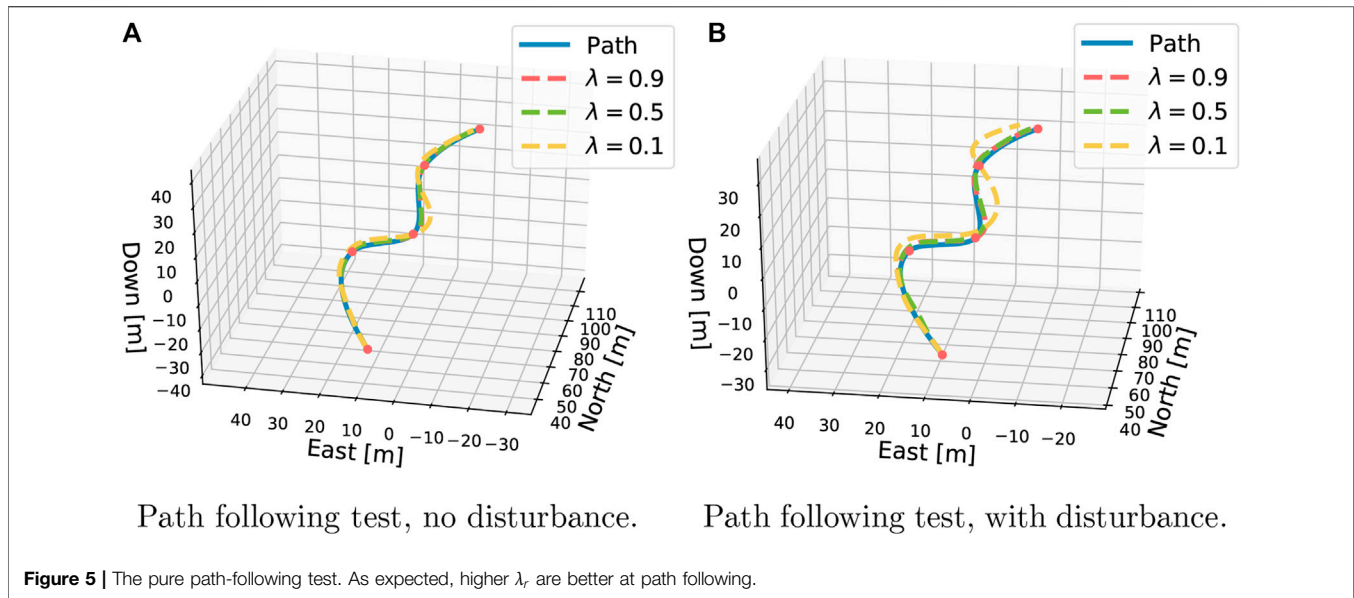 A
Path
λ = 0.9
λ = 0.5
λ = 0.1
40
30
20
10
0
−10
−20
−30
−40
Down [m]
40
30
20
10
0
−10
−20
−30
East [m]
110
100
90
80
70
60
50
40
North [m]
Path following test, no disturbance.
B
Path
λ = 0.9
λ = 0.5
λ = 0.1
30
20
10
0
−10
−20
−30
Down [m]
40
30
20
10
0
−10
−20
East [m]
110
100
90
80
70
60
50
40
North [m]
Path following test, with disturbance.
Figure 5 | The pure path-following test. As expected, higher λr are better at path following.